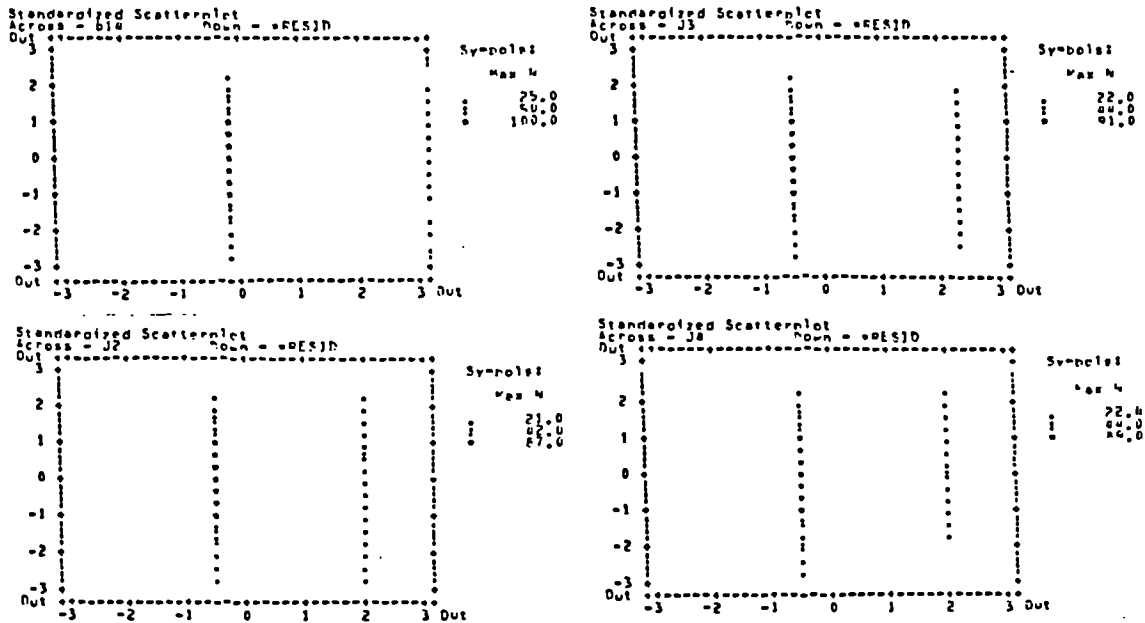 Standardized Scatterplot
Across - b14 Down - *RESID
Out
3
2
1
0
-1
-2
-3
Out
-3 -2 -1 0 1 2 3 Out
Symbols:
Max N
25.0
50.0
100.0
Standardized Scatterplot
Across - J3 Down - *RESID
Out
3
2
1
0
-1
-2
-3
Out
-3 -2 -1 0 1 2 3 Out
Symbols:
Max N
22.0
44.0
91.0
Standardized Scatterplot
Across - J2 Down - *RESID
Out
3
2
1
0
-1
-2
-3
Out
-3 -2 -1 0 1 2 3 Out
Symbols:
Max N
21.0
42.0
87.0
Standardized Scatterplot
Across - J4 Down - *RESID
Out
3
2
1
0
-1
-2
-3
Out
-3 -2 -1 0 1 2 3 Out
Symbols:
Max N
44.0